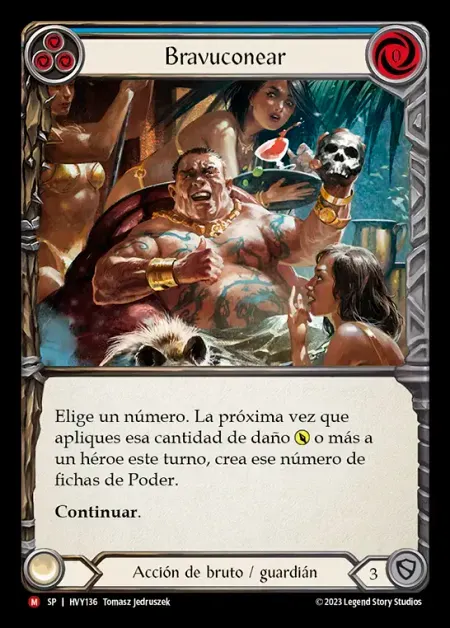 Bravuconear
0
Elige un número. La próxima vez que
apliques esa cantidad de daño o más a
un héroe este turno, crea ese número de
fichas de Poder.
Continuar.
Acción de bruto / guardián
3
M SP | HVY136 Tomasz Jedruszek
© 2023 Legend Story Studios